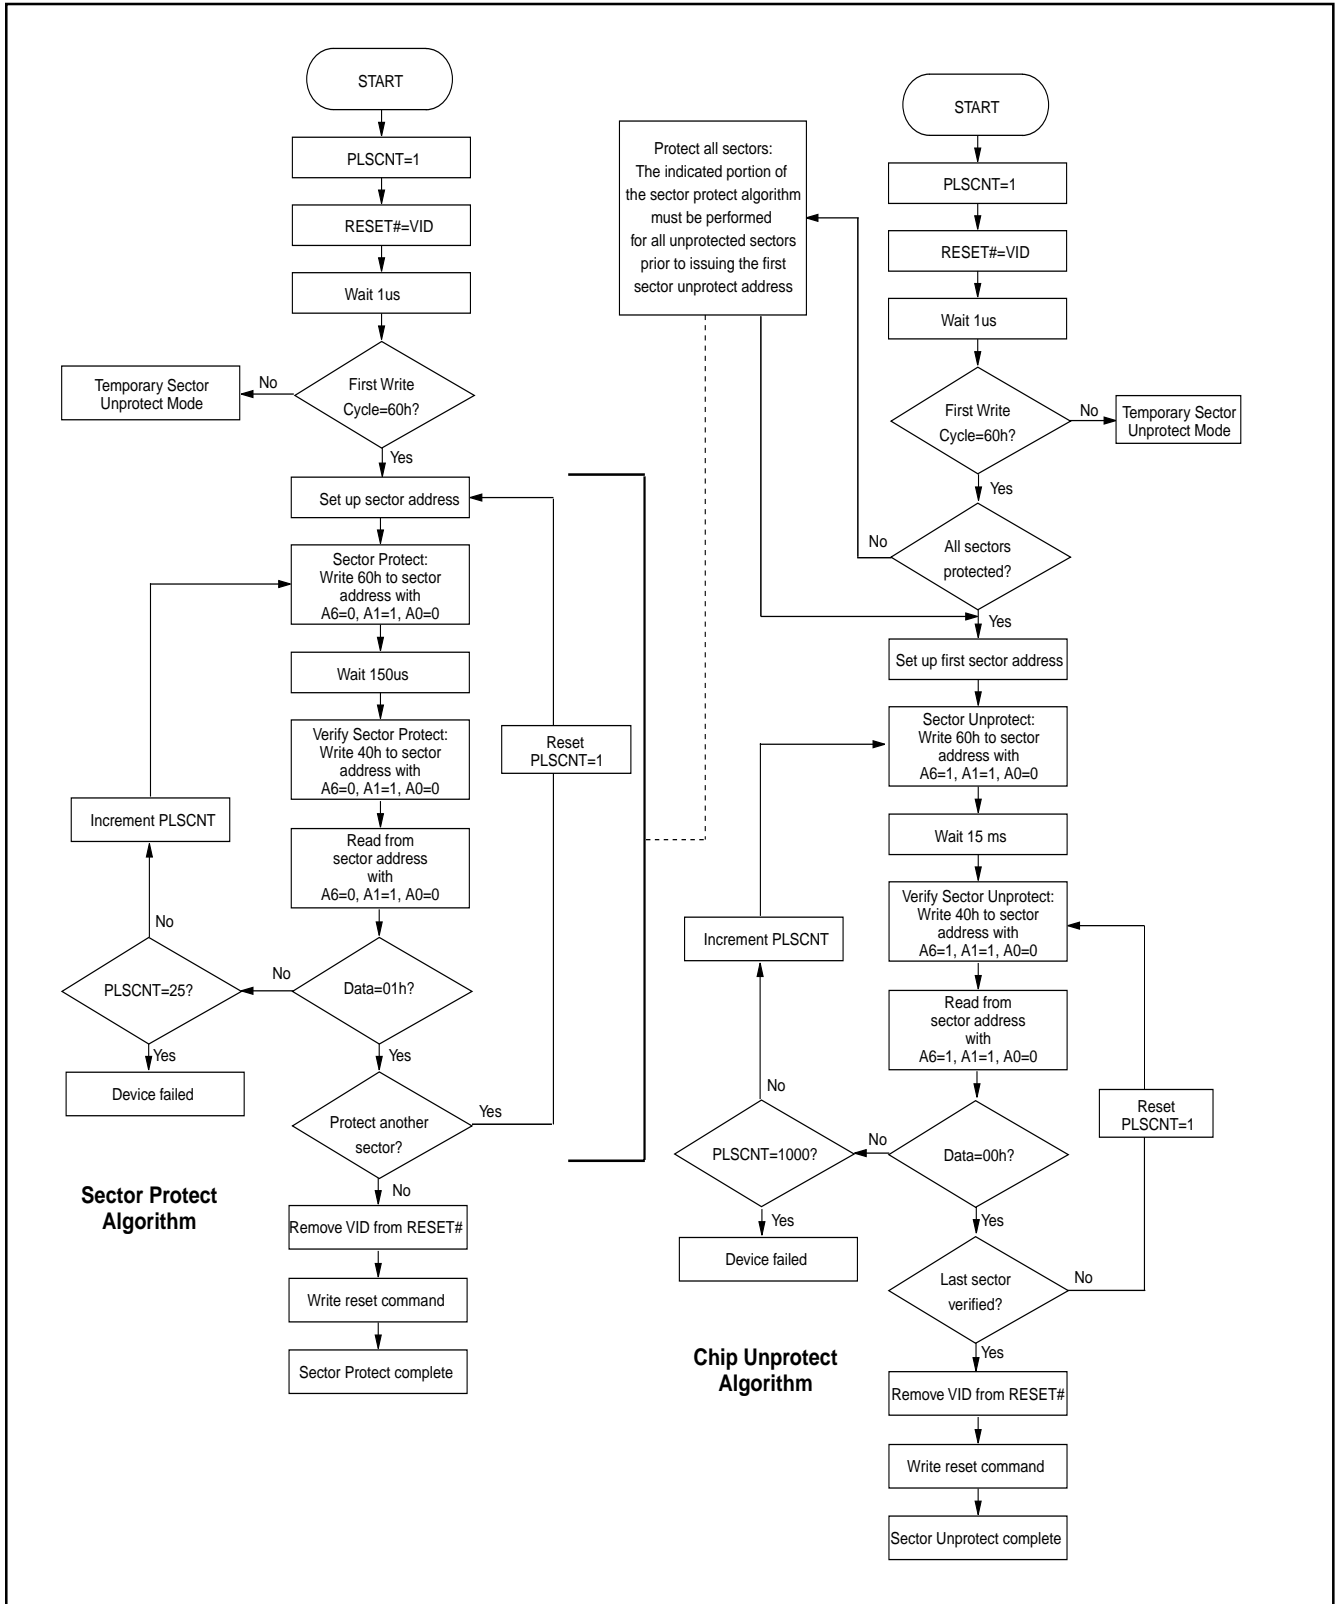 START
PLSCNT=1
RESET#=VID
Wait 1us
First Write
Cycle=60h?
No
Temporary Sector
Unprotect Mode
Yes
Set up sector address
Sector Protect:
Write 60h to sector
address with
A6=0, A1=1, A0=0
Wait 150us
Verify Sector Protect:
Write 40h to sector
address with
A6=0, A1=1, A0=0
Reset
PLSCNT=1
Increment PLSCNT
Read from
sector address
with
A6=0, A1=1, A0=0
No
No
PLSCNT=25?
Data=01h?
Yes
Yes
Device failed
Protect another
sector?
Yes
No
Sector Protect
Algorithm
Remove VID from RESET#
Write reset command
Sector Protect complete
Protect all sectors:
The indicated portion of
the sector protect algorithm
must be performed
for all unprotected sectors
prior to issuing the first
sector unprotect address
START
PLSCNT=1
RESET#=VID
Wait 1us
First Write
Cycle=60h?
No
Temporary Sector
Unprotect Mode
Yes
No
All sectors
protected?
Yes
Set up first sector address
Sector Unprotect:
Write 60h to sector
address with
A6=1, A1=1, A0=0
Wait 15 ms
Verify Sector Unprotect:
Write 40h to sector
address with
A6=1, A1=1, A0=0
Increment PLSCNT
Read from
sector address
with
A6=1, A1=1, A0=0
No
Reset
PLSCNT=1
No
PLSCNT=1000?
Data=00h?
Yes
Yes
Device failed
Last sector
verified?
No
Yes
Chip Unprotect
Algorithm
Remove VID from RESET#
Write reset command
Sector Unprotect complete